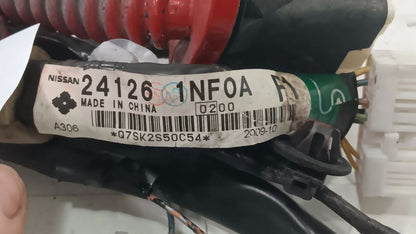 NISSAN 24126 1NF0A
MADE IN CHINA 0200
A306 *Q7SK2S50C54* 2009-10